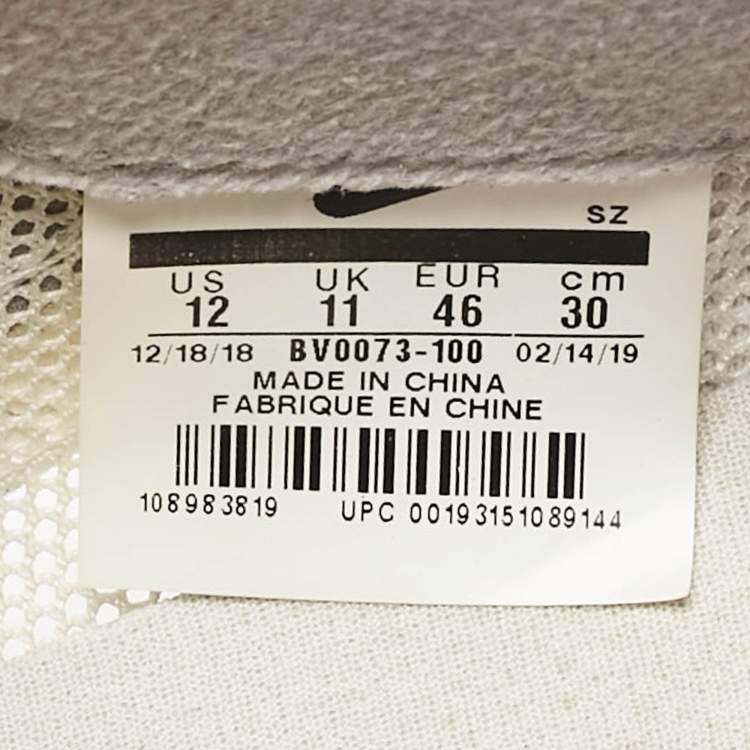 SZ
US UK EUR cm
12 11 46 30
12/18/18 BV0073-100 02/14/19
MADE IN CHINA
FABRIQUE EN CHINE
108983819 UPC 00193151089144